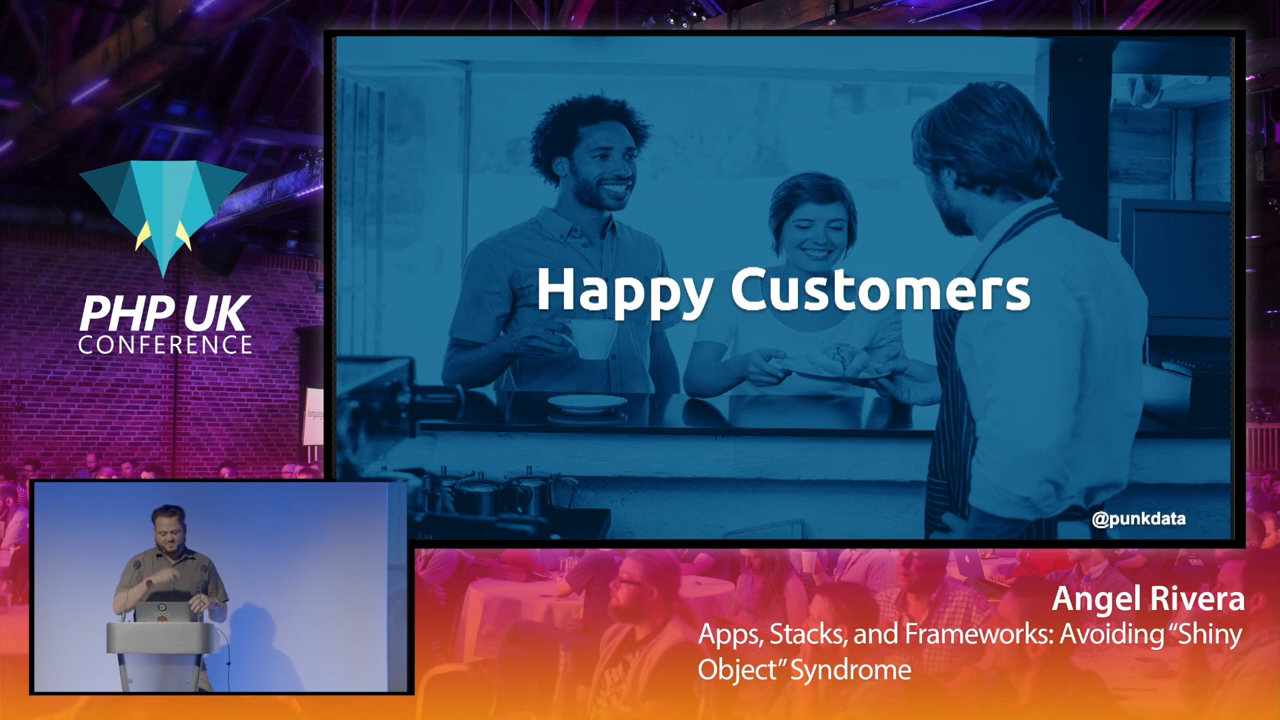 PHP UK
CONFERENCE
Happy Customers
@punkdata
Angel Rivera
Apps, Stacks, and Frameworks: Avoiding “Shiny
Object” Syndrome